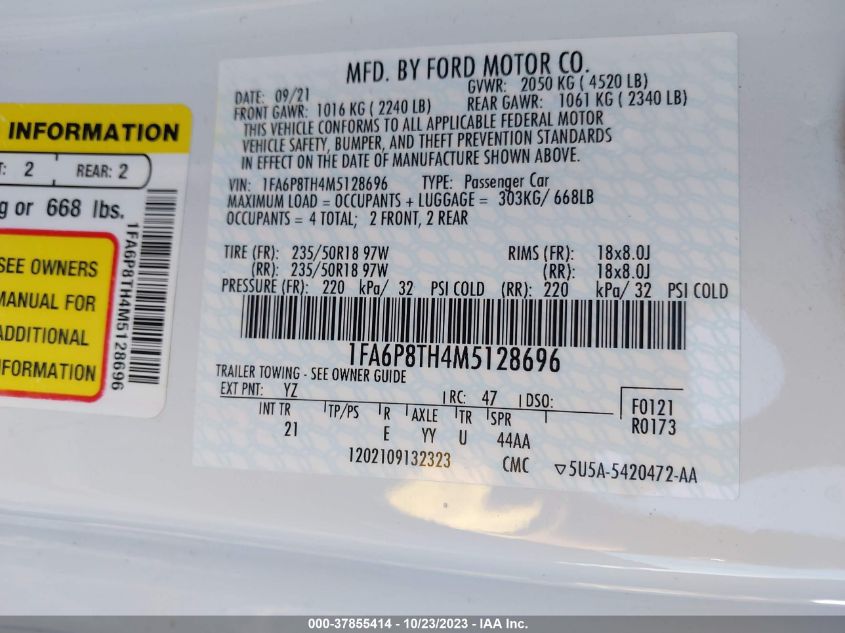 INFORMATION
T: 2 REAR: 2
g or 668 lbs.
SEE OWNERS
MANUAL FOR
ADDITIONAL
INFORMATION
1FA6P8TH4M5128696
MFD. BY FORD MOTOR CO.
DATE: 09/21 GVWR: 2050 KG ( 4520 LB)
FRONT GAWR: 1016 KG ( 2240 LB) REAR GAWR: 1061 KG ( 2340 LB)
THIS VEHICLE CONFORMS TO ALL APPLICABLE FEDERAL MOTOR
VEHICLE SAFETY, BUMPER, AND THEFT PREVENTION STANDARDS
IN EFFECT ON THE DATE OF MANUFACTURE SHOWN ABOVE.
VIN: 1FA6P8TH4M5128696 TYPE: Passenger Car
MAXIMUM LOAD = OCCUPANTS + LUGGAGE = 303KG/ 668LB
OCCUPANTS = 4 TOTAL; 2 FRONT, 2 REAR
TIRE (FR): 235/50R18 97W RIMS (FR): 18x8.0J
(RR): 235/50R18 97W (RR): 18x8.0J
PRESSURE (FR): 220 kPa/ 32 PSI COLD (RR): 220 kPa/ 32 PSI COLD
1FA6P8TH4M5128696
TRAILER TOWING - SEE OWNER GUIDE
EXT PNT: YZ RC: 47 DSO: F0121
INT TR TP/PS R AXLE TR SPR R0173
21 E YY U 44AA
1202109132323 CMC ▽5U5A-5420472-AA
000-37855414 - 10/23/2023 - IAA Inc.